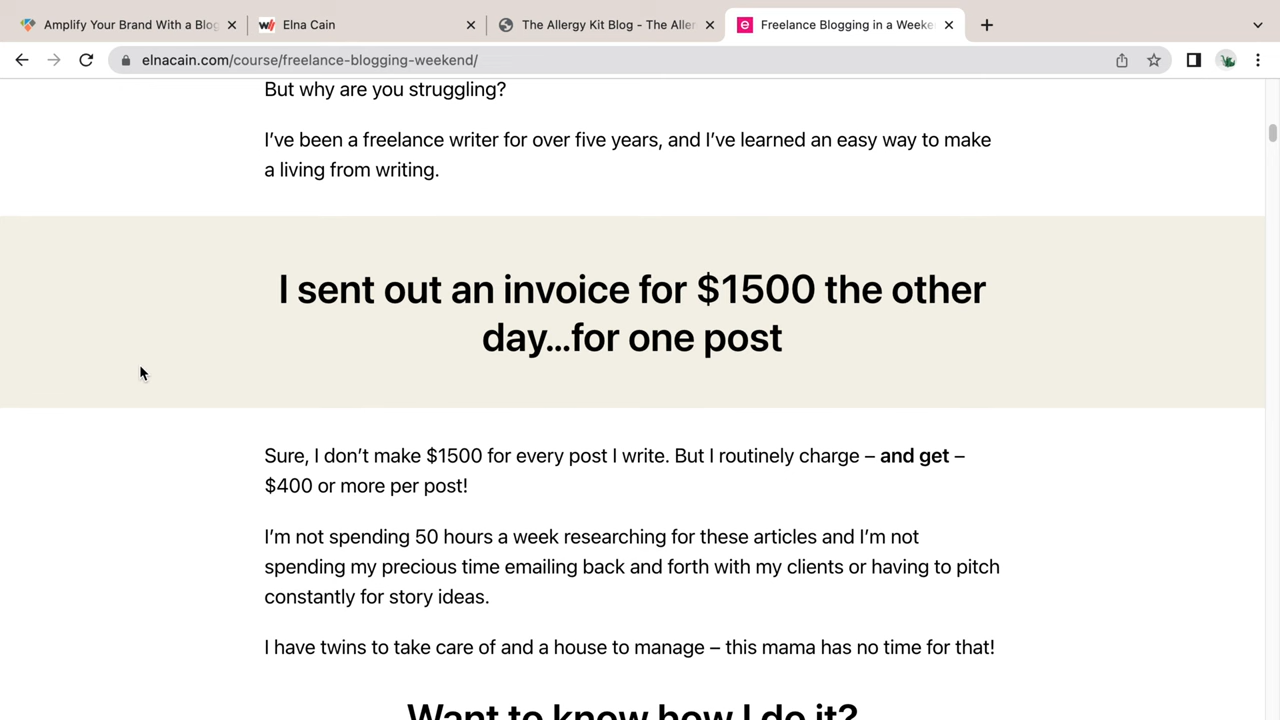 Amplify Your Brand With a Blog
Elna Cain
The Allergy Kit Blog - The Aller
Freelance Blogging in a Weeke
elnacain.com/course/freelance-blogging-weekend/
But why are you struggling?
I’ve been a freelance writer for over five years, and I’ve learned an easy way to make
a living from writing.
I sent out an invoice for $1500 the other
day...for one post
Sure, I don’t make $1500 for every post I write. But I routinely charge – and get –
$400 or more per post!
I’m not spending 50 hours a week researching for these articles and I’m not
spending my precious time emailing back and forth with my clients or having to pitch
constantly for story ideas.
I have twins to take care of and a house to manage – this mama has no time for that!
Want to know how I do it?